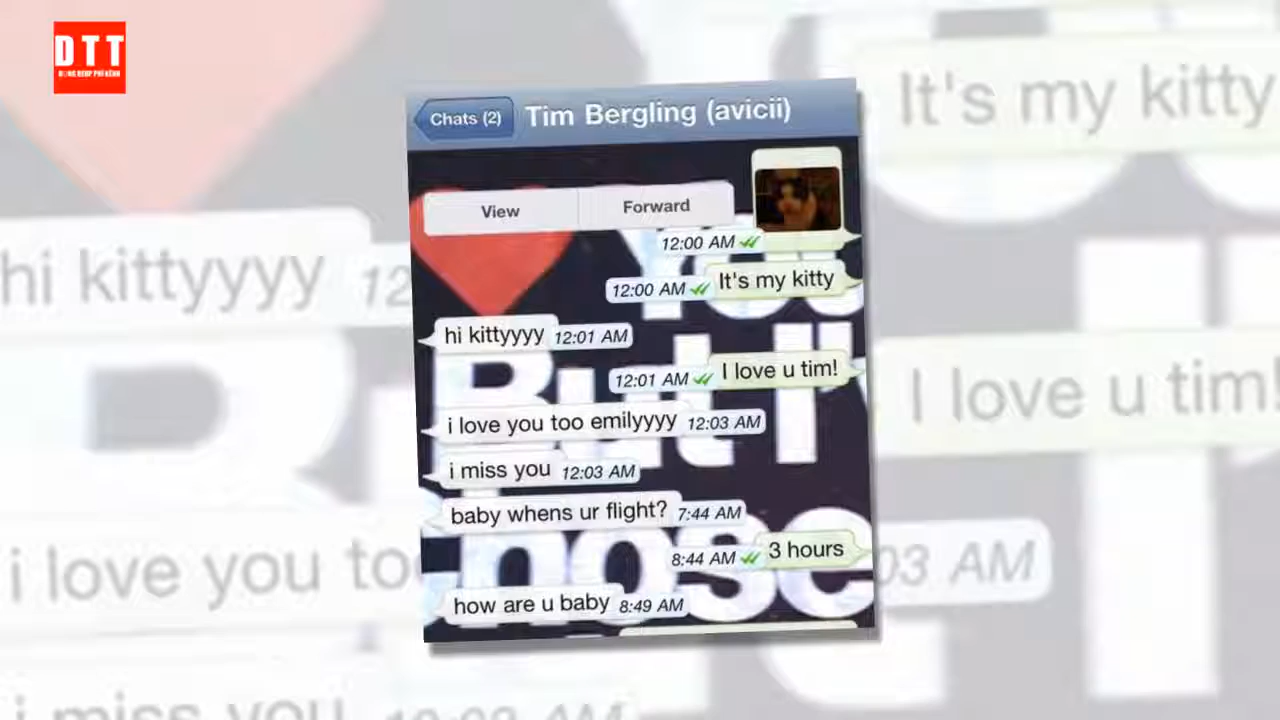 DTT
Chats (2)
Tim Bergling (avicii)
View
Forward
12:00 AM
12:00 AM
It's my kitty
hi kittyyyy
12:01 AM
12:01 AM
I love u tim!
i love you too emilyyyy
12:03 AM
i miss you
12:03 AM
baby whens ur flight?
7:44 AM
8:44 AM
3 hours
how are u baby
8:49 AM
It's my kitty
hi kittyyyy
I love u tim!
i love you
03 AM
i miss you